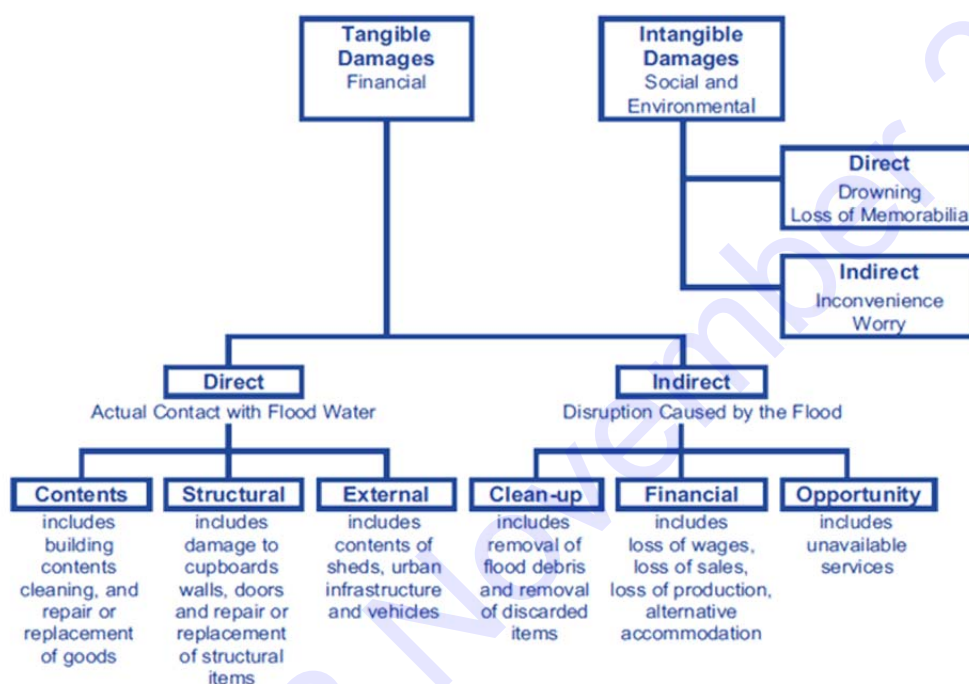 Tangible
Damages
Financial
Intangible
Damages
Social and
Environmental
Direct
Drowning
Loss of Memorabilia
Indirect
Inconvenience
Worry
Direct
Actual Contact with Flood Water
Indirect
Disruption Caused by the Flood
Contents
includes
building
contents
cleaning, and
repair or
replacement
of goods
Structural
includes
damage to
cupboards
walls, doors
and repair or
replacement
of structural
items
External
includes
contents of
sheds, urban
infrastructure
and vehicles
Clean-up
includes
removal of
flood debris
and removal
of discarded
items
Financial
includes
loss of wages,
loss of sales,
loss of production,
alternative
accommodation
Opportunity
includes
unavailable
services
November